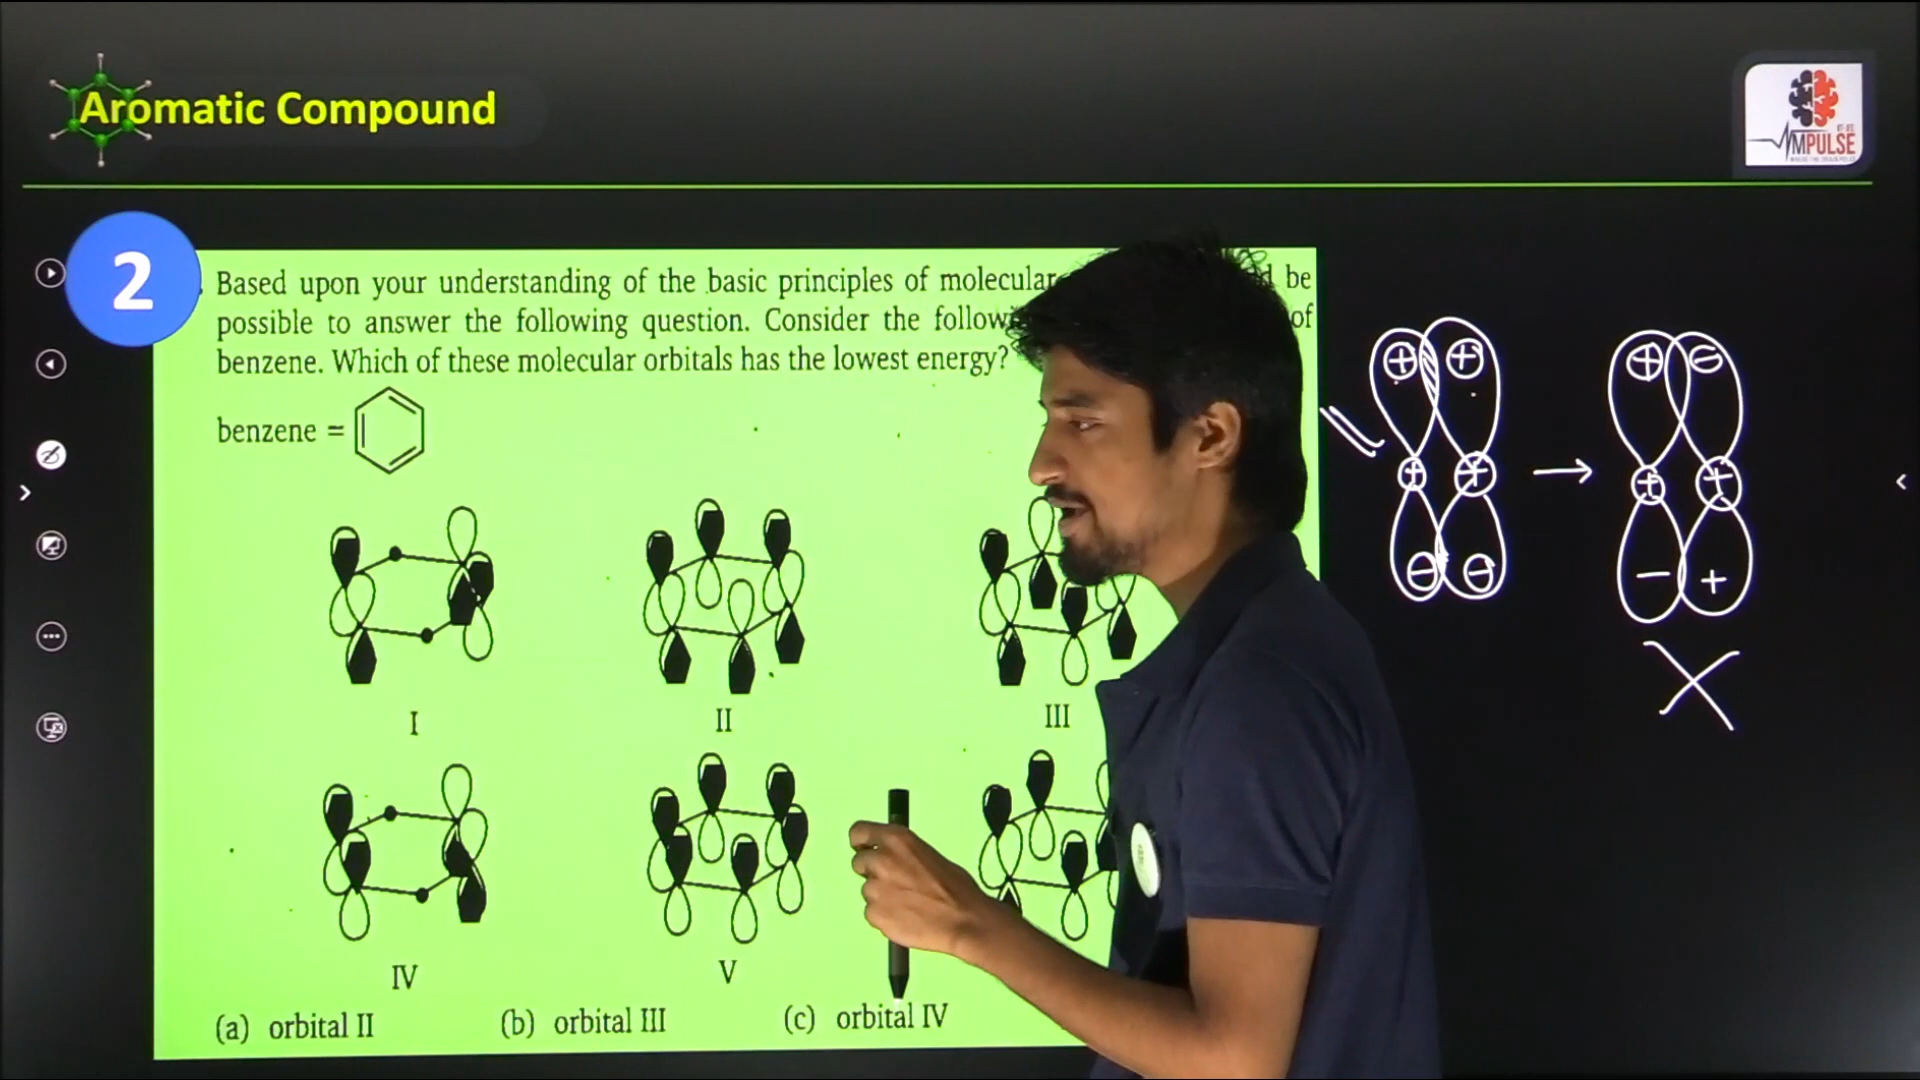 Aromatic Compound
MPULSE
2
Based upon your understanding of the basic principles of molecular be
possible to answer the following question. Consider the of
benzene. Which of these molecular orbitals has the lowest energy?
benzene =
+ + + −
+ + + +
− − − +
I II III
IV V
(a) orbital II (b) orbital III (c) orbital IV